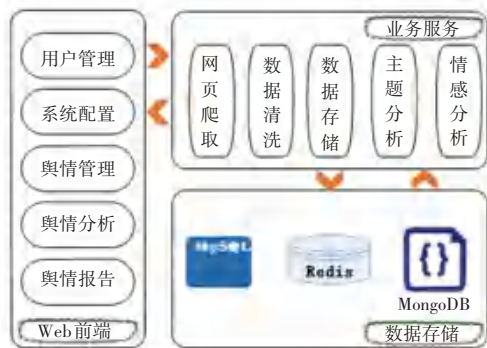 用户管理
系统配置
舆情管理
舆情分析
舆情报告
Web前端
业务服务
网页爬取
数据清洗
数据存储
主题分析
情感分析
MySQL
Redis
{}
MongoDB
数据存储